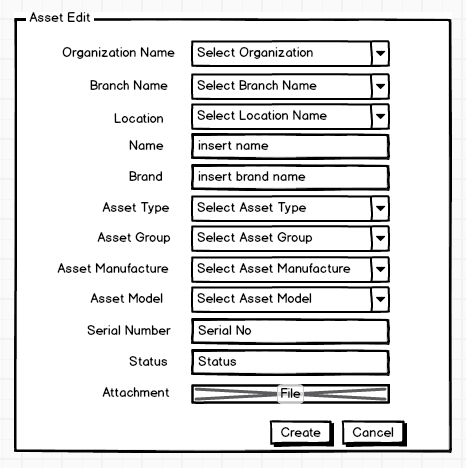 Asset Edit
Organization Name Select Organization
Branch Name Select Branch Name
Location Select Location Name
Name insert name
Brand insert brand name
Asset Type Select Asset Type
Asset Group Select Asset Group
Asset Manufacture Select Asset Manufacture
Asset Model Select Asset Model
Serial Number Serial No
Status Status
Attachment File
Create Cancel